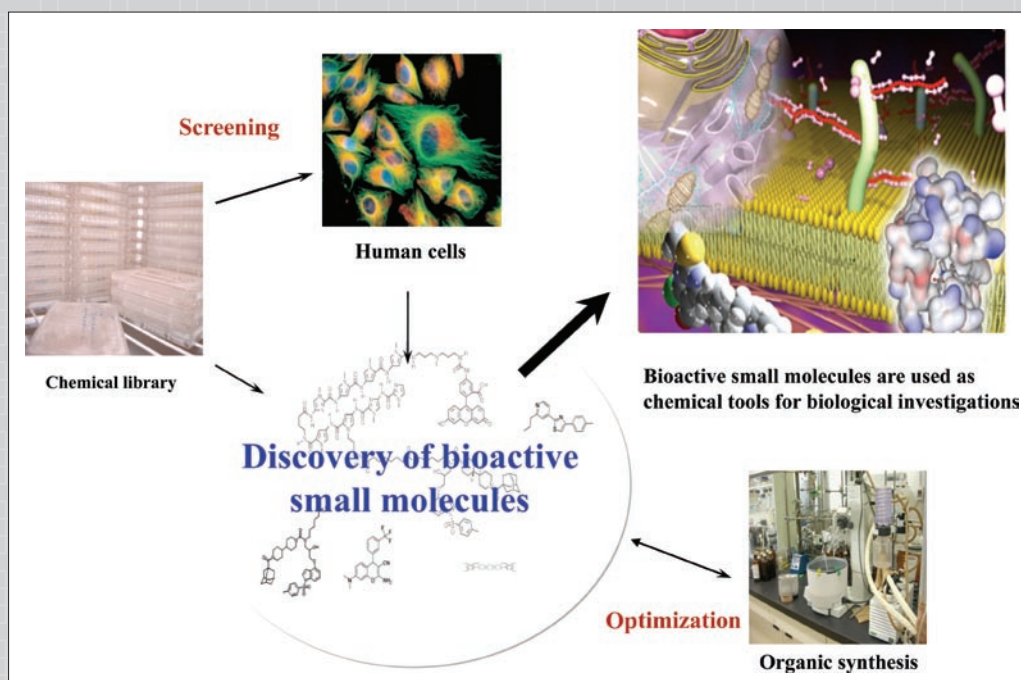 Screening
Human cells
Chemical library
Bioactive small molecules are used as
chemical tools for biological investigations
Discovery of bioactive
small molecules
Optimization
Organic synthesis